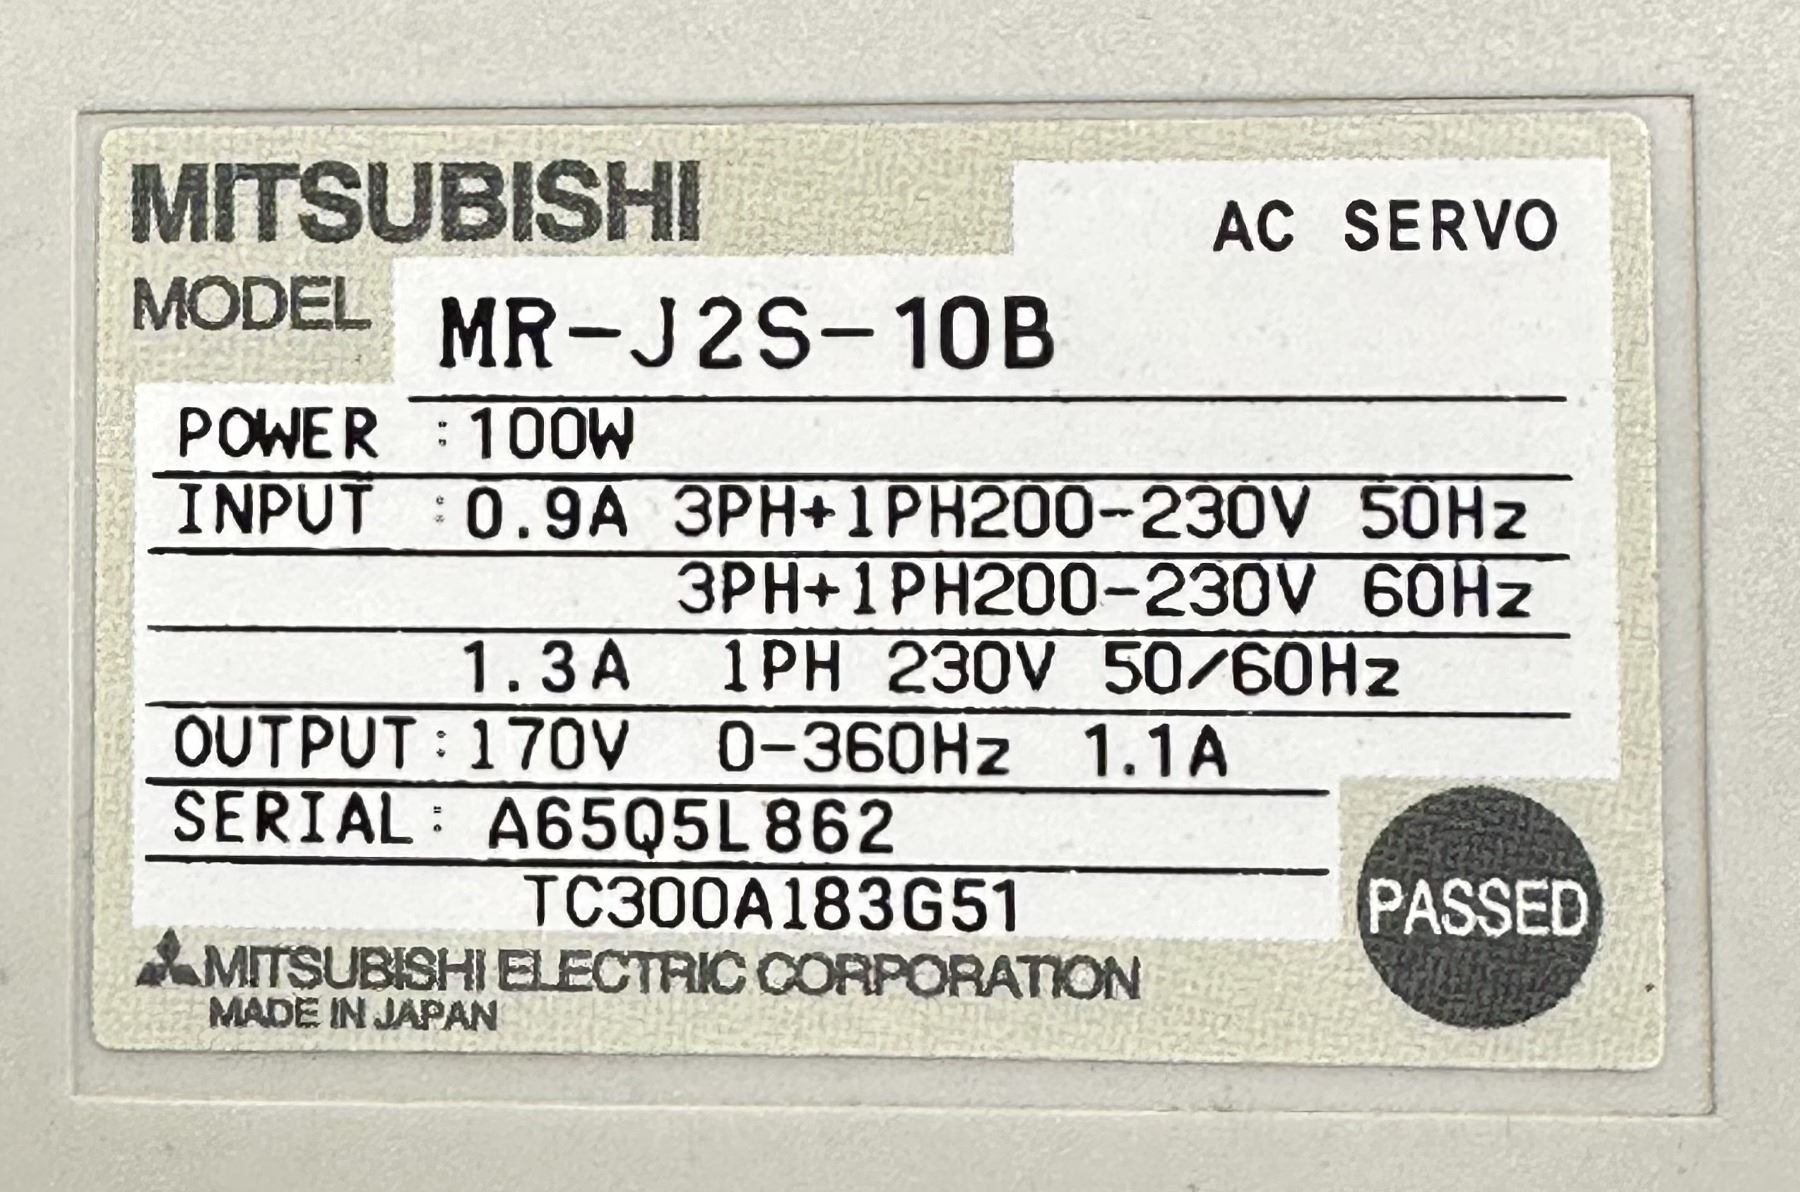 MITSUBISHI
AC SERVO
MODEL MR-J2S-10B
POWER :100W
INPUT :0.9A 3PH+1PH200-230V 50Hz
3PH+1PH200-230V 60Hz
1.3A 1PH 230V 50/60Hz
OUTPUT:170V 0-360Hz 1.1A
SERIAL: A65Q5L862
TC300A183G51
PASSED
MITSUBISHI ELECTRIC CORPORATION
MADE IN JAPAN